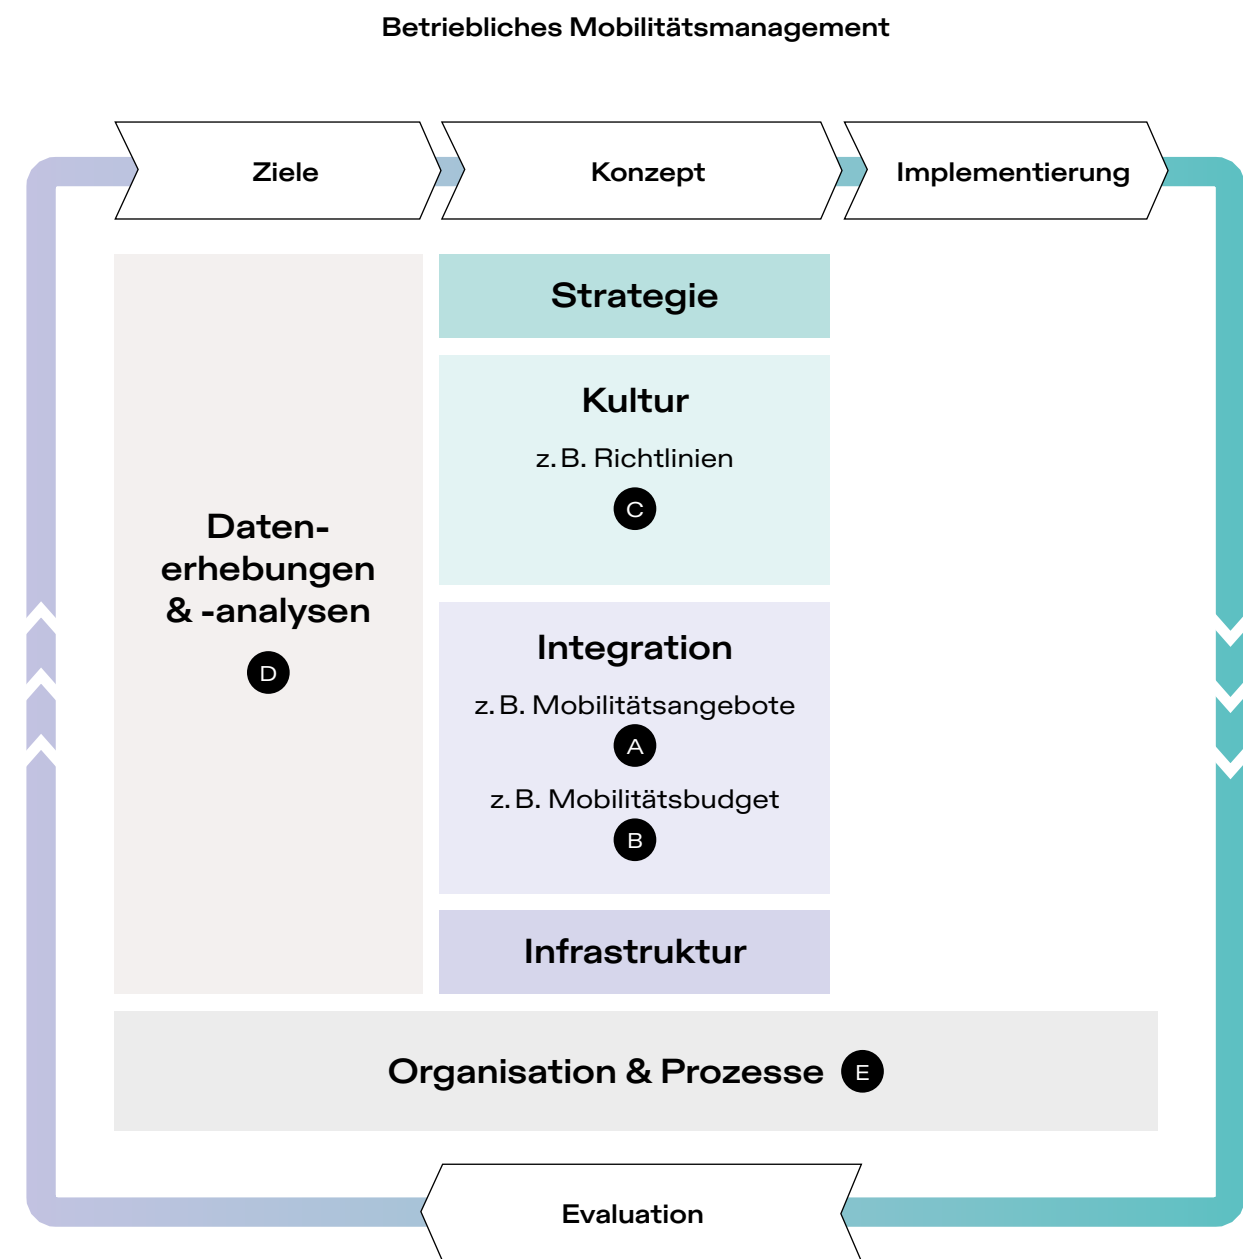 Betriebliches Mobilitätsmanagement
Ziele
Konzept
Implementierung
Daten-
erhebungen
& -analysen
D
Strategie
Kultur
z. B. Richtlinien
C
Integration
z. B. Mobilitätsangebote
A
z. B. Mobilitätsbudget
B
Infrastruktur
Organisation & Prozesse E
Evaluation